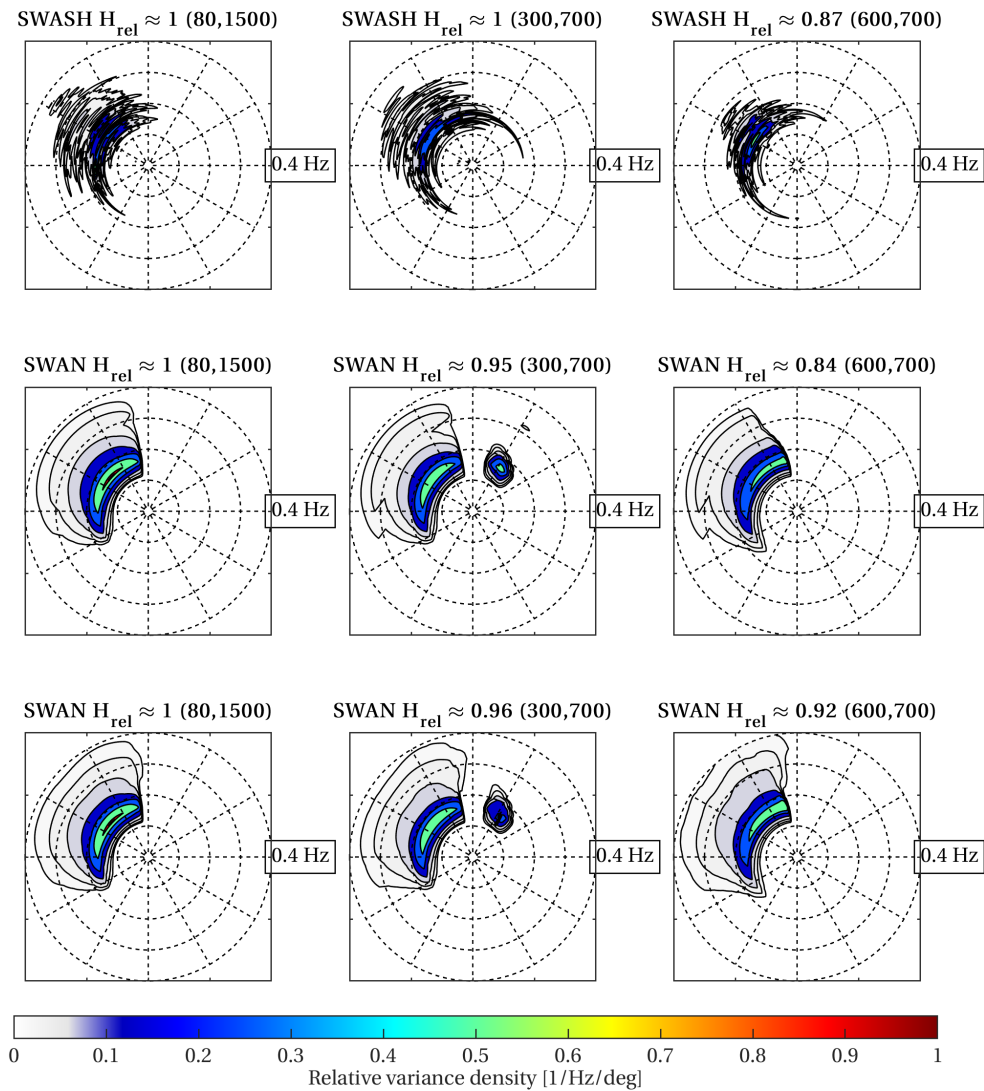 SWASH H_rel ≈ 1 (80,1500)
SWASH H_rel ≈ 1 (300,700)
SWASH H_rel ≈ 0.87 (600,700)
0.4 Hz
0.4 Hz
0.4 Hz
SWAN H_rel ≈ 1 (80,1500)
SWAN H_rel ≈ 0.95 (300,700)
SWAN H_rel ≈ 0.84 (600,700)
0.4 Hz
0.4 Hz
0.4 Hz
SWAN H_rel ≈ 1 (80,1500)
SWAN H_rel ≈ 0.96 (300,700)
SWAN H_rel ≈ 0.92 (600,700)
0.4 Hz
0.4 Hz
0.4 Hz
0 0.1 0.2 0.3 0.4 0.5 0.6 0.7 0.8 0.9 1
Relative variance density [1/Hz/deg]